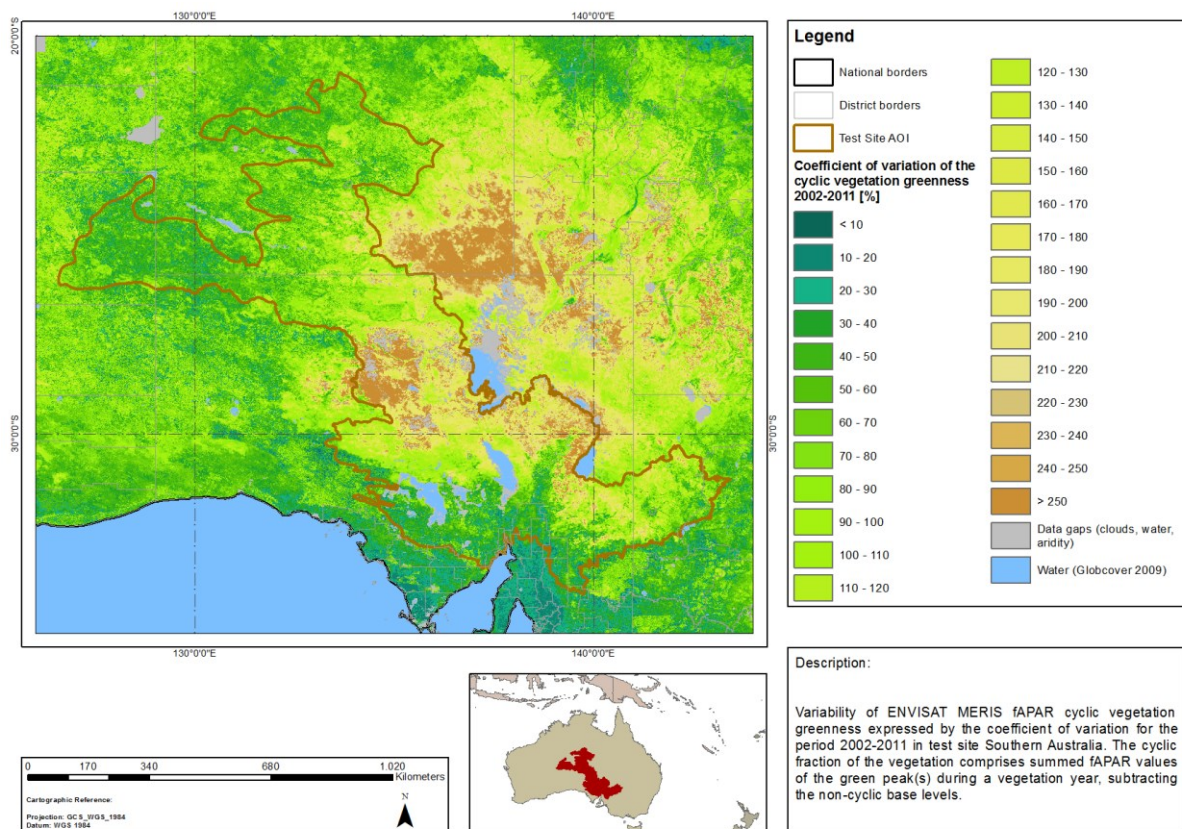 130°0'0"E
140°0'0"E
20°0'0"S
30°0'0"S
30°0'0"S
130°0'0"E
140°0'0"E
Legend
National borders
District borders
Test Site AOI
Coefficient of variation of the
cyclic vegetation greenness
2002-2011 [%]
< 10
10 - 20
20 - 30
30 - 40
40 - 50
50 - 60
60 - 70
70 - 80
80 - 90
90 - 100
100 - 110
110 - 120
120 - 130
130 - 140
140 - 150
150 - 160
160 - 170
170 - 180
180 - 190
190 - 200
200 - 210
210 - 220
220 - 230
230 - 240
240 - 250
> 250
Data gaps (clouds, water,
aridity)
Water (Globcover 2009)
0 170 340 680 1.020
Kilometers
Cartographic Reference:
Projection: GCS_WGS_1984
Datum: WGS 1984
N
Description:
Variability of ENVISAT MERIS fAPAR cyclic vegetation
greenness expressed by the coefficient of variation for the
period 2002-2011 in test site Southern Australia. The cyclic
fraction of the vegetation comprises summed fAPAR values
of the green peak(s) during a vegetation year, subtracting
the non-cyclic base levels.